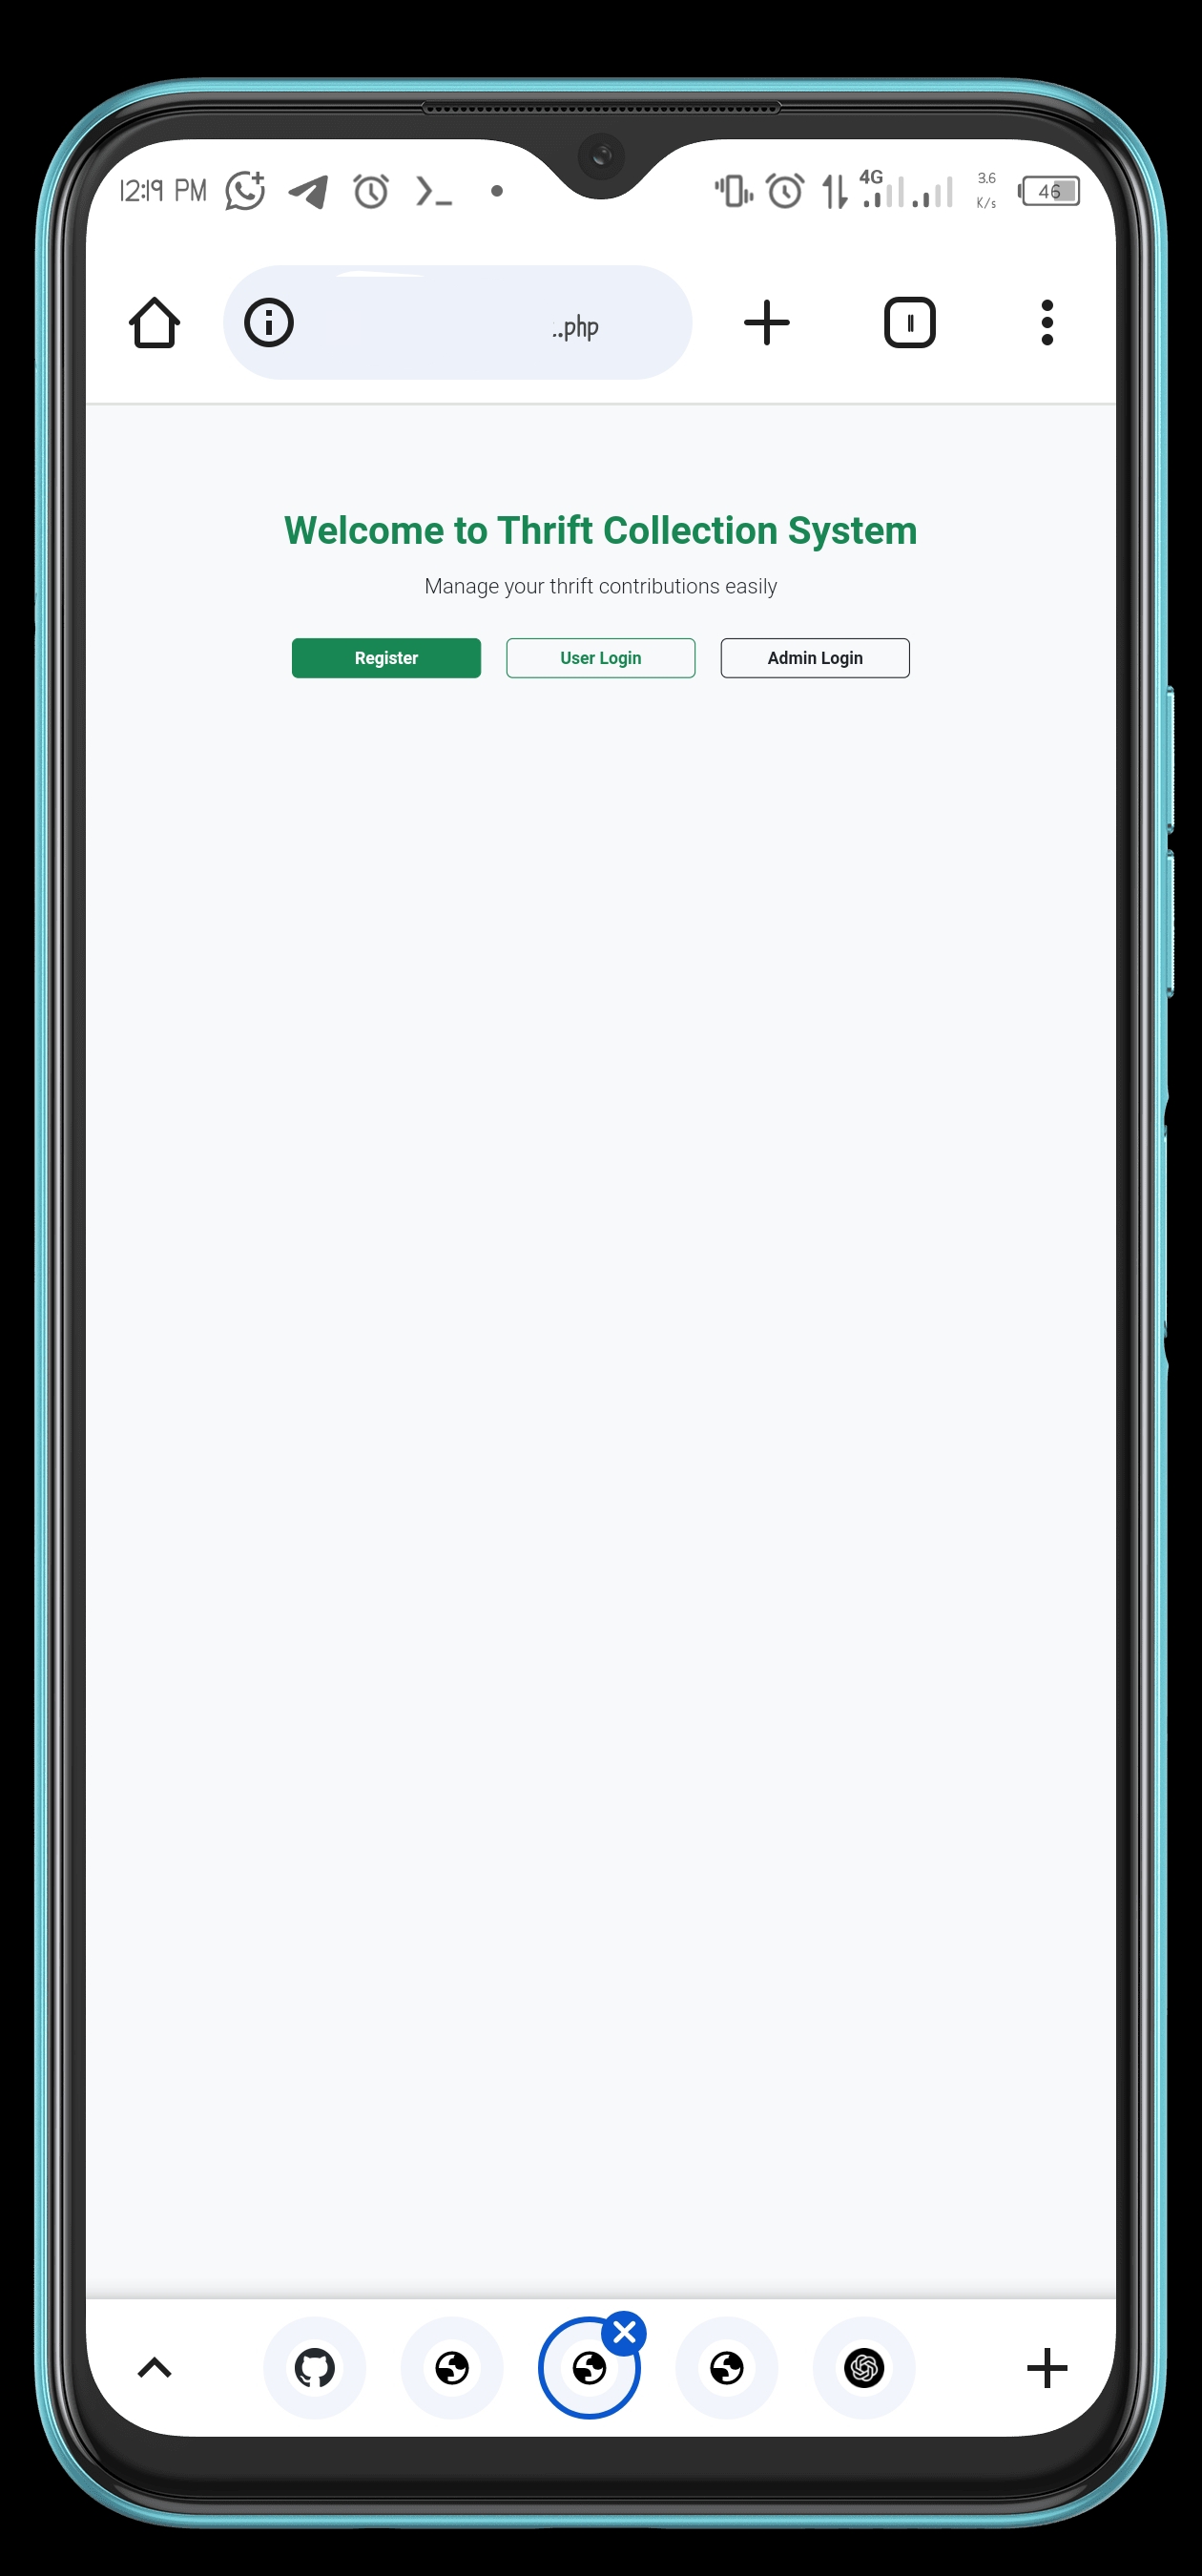 12:19 PM
4G
3.6
K/s
46
..php
Welcome to Thrift Collection System
Manage your thrift contributions easily
Register
User Login
Admin Login